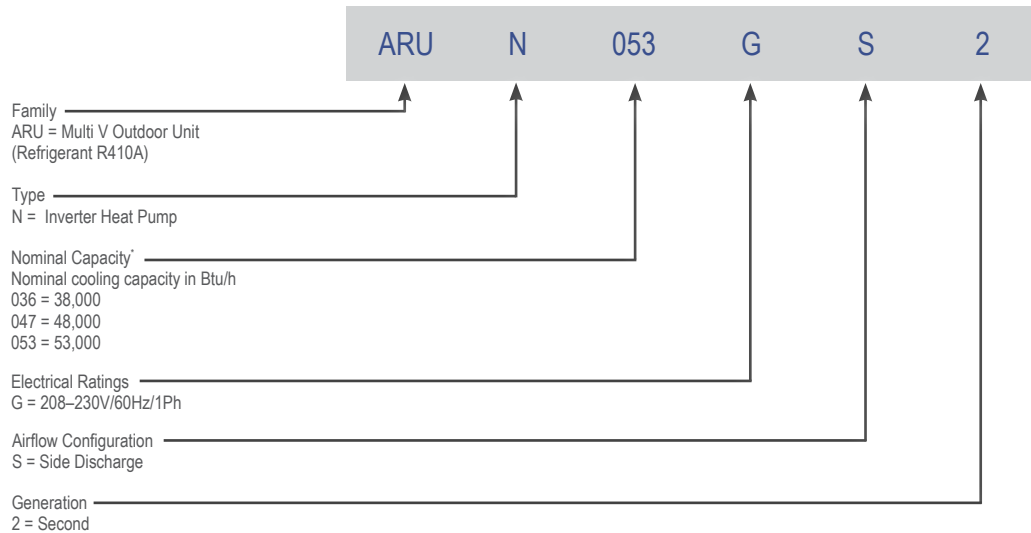 ARU N 053 G S 2
Family
ARU = Multi V Outdoor Unit
(Refrigerant R410A)
Type
N = Inverter Heat Pump
Nominal Capacity*
Nominal cooling capacity in Btu/h
036 = 38,000
047 = 48,000
053 = 53,000
Electrical Ratings
G = 208–230V/60Hz/1Ph
Airflow Configuration
S = Side Discharge
Generation
2 = Second